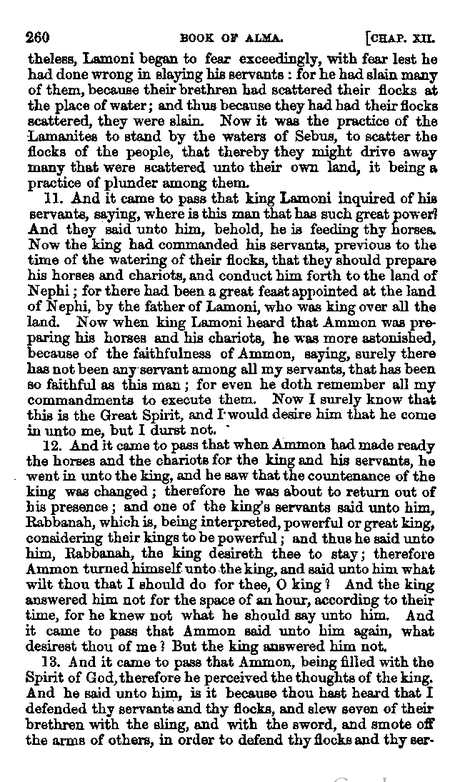 260 BOOK OF ALMA. [CHAP. XII.
theless, Lamoni began to fear exceedingly, with fear lest he
had done wrong in slaying his servants : for he had slain many
of them, because their brethren had scattered their flocks at
the place of water; and thus because they had had their flocks
scattered, they were slain. Now it was the practice of the
Lamanites to stand by the waters of Sebus, to scatter the
flocks of the people, that thereby they might drive away
many that were scattered unto their own land, it being a
practice of plunder among them.
11. And it came to pass that king Lamoni inquired of his
servants, saying, where is this man that has such great power?
And they said unto him, behold, he is feeding thy horses.
Now the king had commanded his servants, previous to the
time of the watering of their flocks, that they should prepare
his horses and chariots, and conduct him forth to the land of
Nephi; for there had been a great feast appointed at the land
of Nephi, by the father of Lamoni, who was king over all the
land. Now when king Lamoni heard that Ammon was pre-
paring his horses and his chariots, he was more astonished,
because of the faithfulness of Ammon, saying, surely there
has not been any servant among all my servants, that has been
so faithful as this man; for even he doth remember all my
commandments to execute them. Now I surely know that
this is the Great Spirit, and I would desire him that he come
in unto me, but I durst not.
12. And it came to pass that when Ammon had made ready
the horses and the chariots for the king and his servants, he
went in unto the king, and he saw that the countenance of the
king was changed; therefore he was about to return out of
his presence; and one of the king's servants said unto him,
Rabbanah, which is, being interpreted, powerful or great king,
considering their kings to be powerful; and thus he said unto
him, Rabbanah, the king desireth thee to stay; therefore
Ammon turned himself unto the king, and said unto him what
wilt thou that I should do for thee, O king? And the king
answered him not for the space of an hour, according to their
time, for he knew not what he should say unto him. And
it came to pass that Ammon said unto him again, what
desirest thou of me? But the king answered him not.
13. And it came to pass that Ammon, being filled with the
Spirit of God, therefore he perceived the thoughts of the king.
And he said unto him, is it because thou hast heard that I
defended thy servants and thy flocks, and slew seven of their
brethren with the sling, and with the sword, and smote off
the arms of others, in order to defend thy flocks and thy ser-